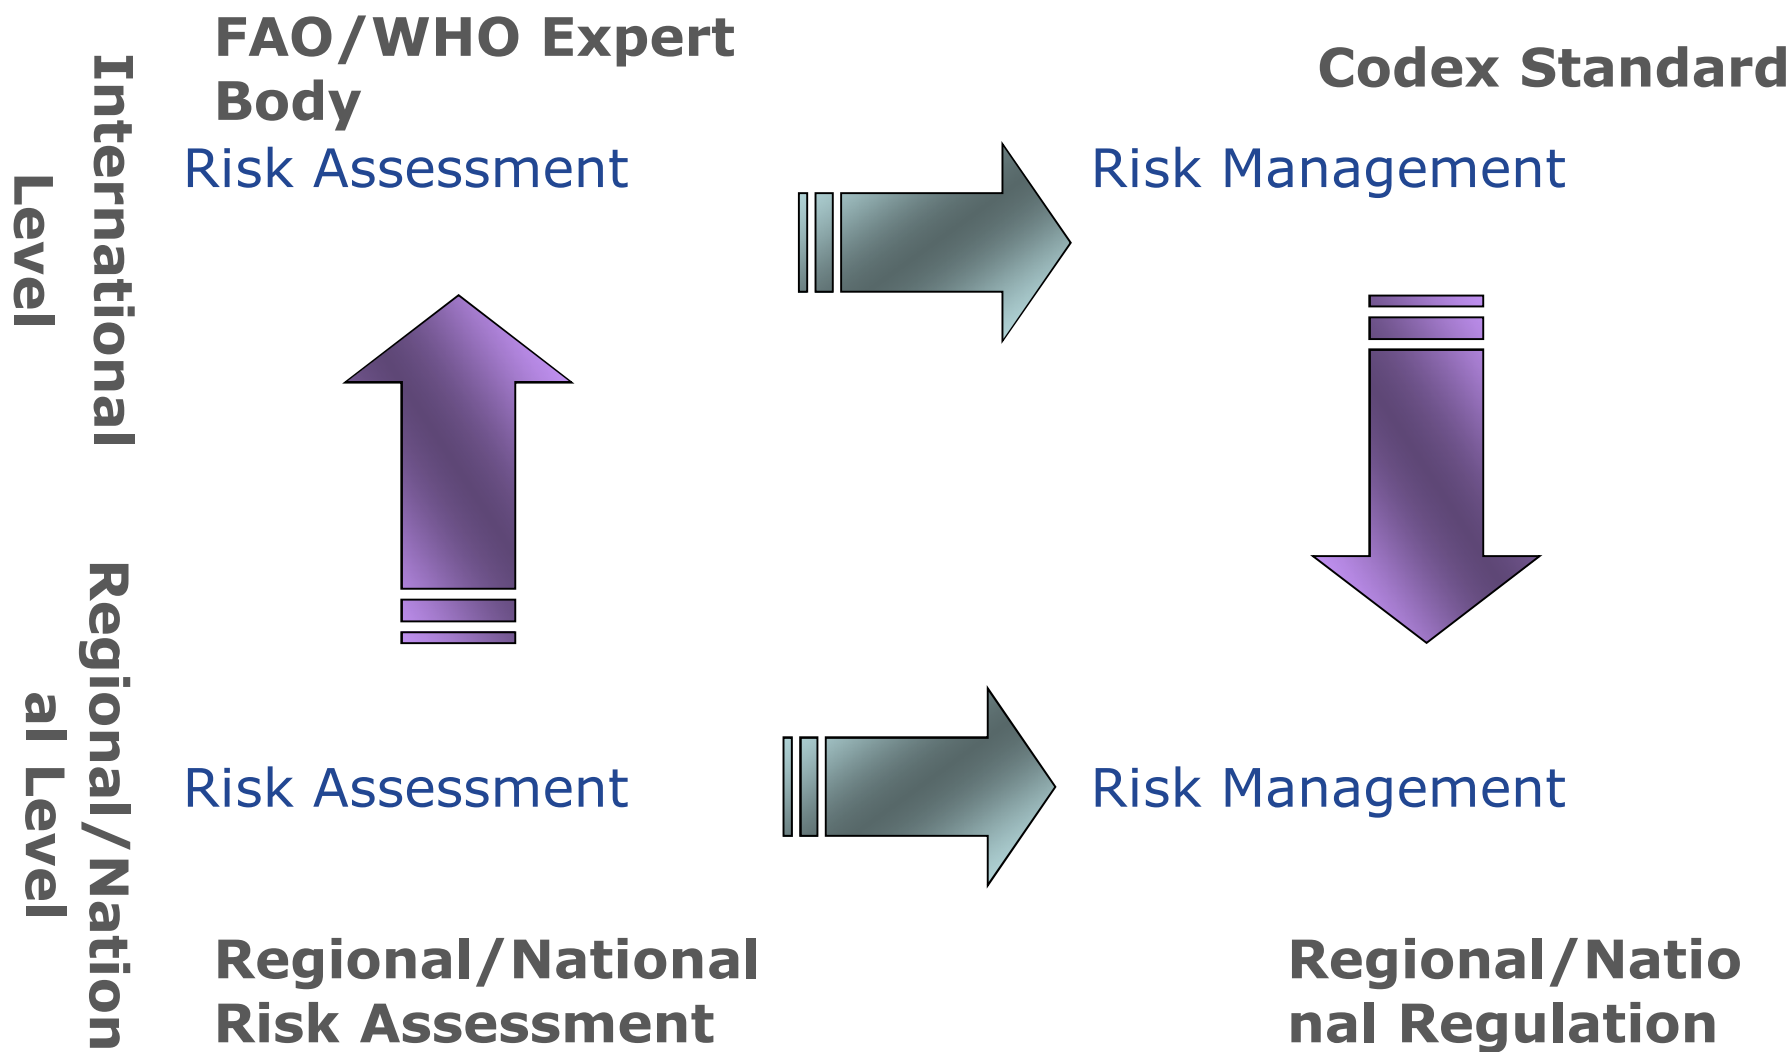 FAO/WHO Expert
Body
Codex Standard
International
Level
Risk Assessment
Risk Management
Regional/Nation
al Level
Risk Assessment
Risk Management
Regional/National
Risk Assessment
Regional/Natio
nal Regulation